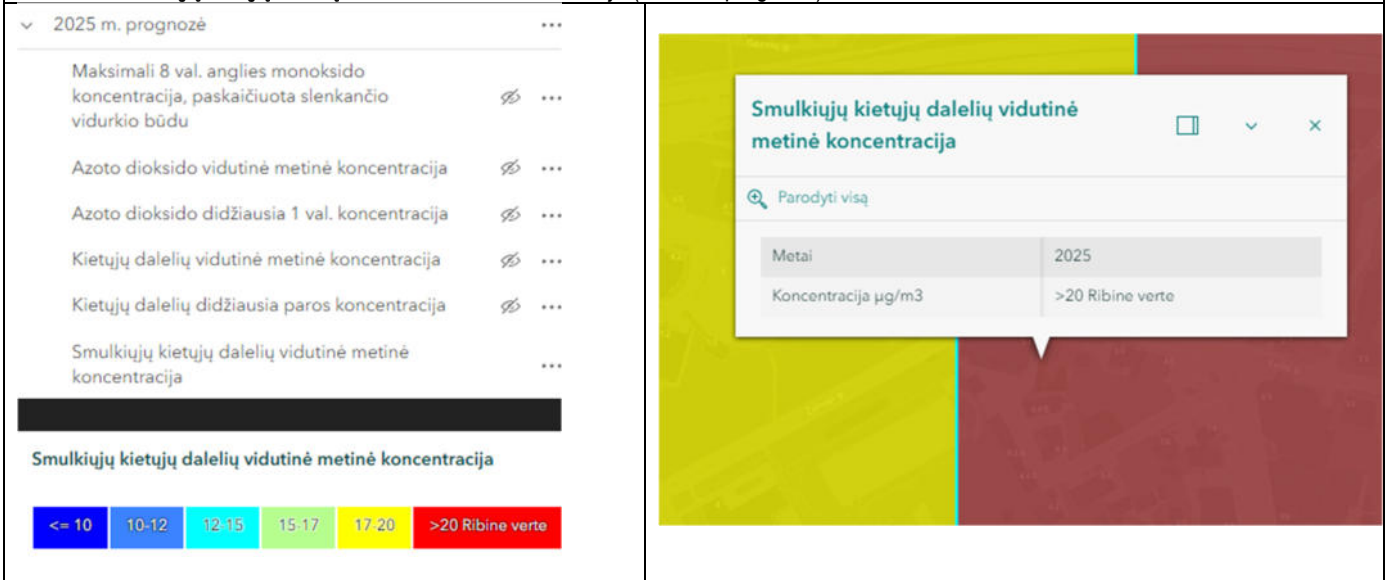 2025 m. prognozė
Maksimali 8 val. anglies monoksido
koncentracija, paskaičiuota slenkančio
vidurkio būdu
Azoto dioksido vidutinė metinė koncentracija
Azoto dioksido didžiausia 1 val. koncentracija
Kietųjų dalelių vidutinė metinė koncentracija
Kietųjų dalelių didžiausia paros koncentracija
Smulkiųjų kietųjų dalelių vidutinė metinė
koncentracija
Smulkiųjų kietųjų dalelių vidutinė metinė koncentracija
<= 10 10-12 12-15 15-17 17-20 >20 Ribine verte
Smulkiųjų kietųjų dalelių vidutinė
metinė koncentracija
Parodyti visą
Metai 2025
Koncentracija µg/m3 >20 Ribine verte